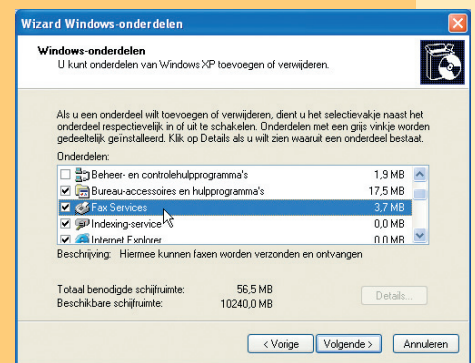 Wizard Windows-onderdelen
Windows-onderdelen
U kunt onderdelen van Windows XP toevoegen of verwijderen.
Als u een onderdeel wilt toevoegen of verwijderen, dient u het selectievakje naast het
onderdeel respectievelijk in of uit te schakelen. Onderdelen met een grijs vinkje worden
gedeeltelijk geïnstalleerd. Klik op Details als u wilt zien waaruit een onderdeel bestaat.
Onderdelen:
Beheer- en controlehulpprogramma's 1,9 MB
Bureau-accessoires en hulpprogramma's 17,5 MB
Fax Services 3,7 MB
Indexing-service 0,0 MB
Internet Explorer 0,0 MB
Beschrijving: Hiermee kunnen faxen worden verzonden en ontvangen
Totaal benodigde schijfruimte: 56,5 MB
Beschikbare schijfruimte: 10240,0 MB
Details...
< Vorige Volgende > Annuleren